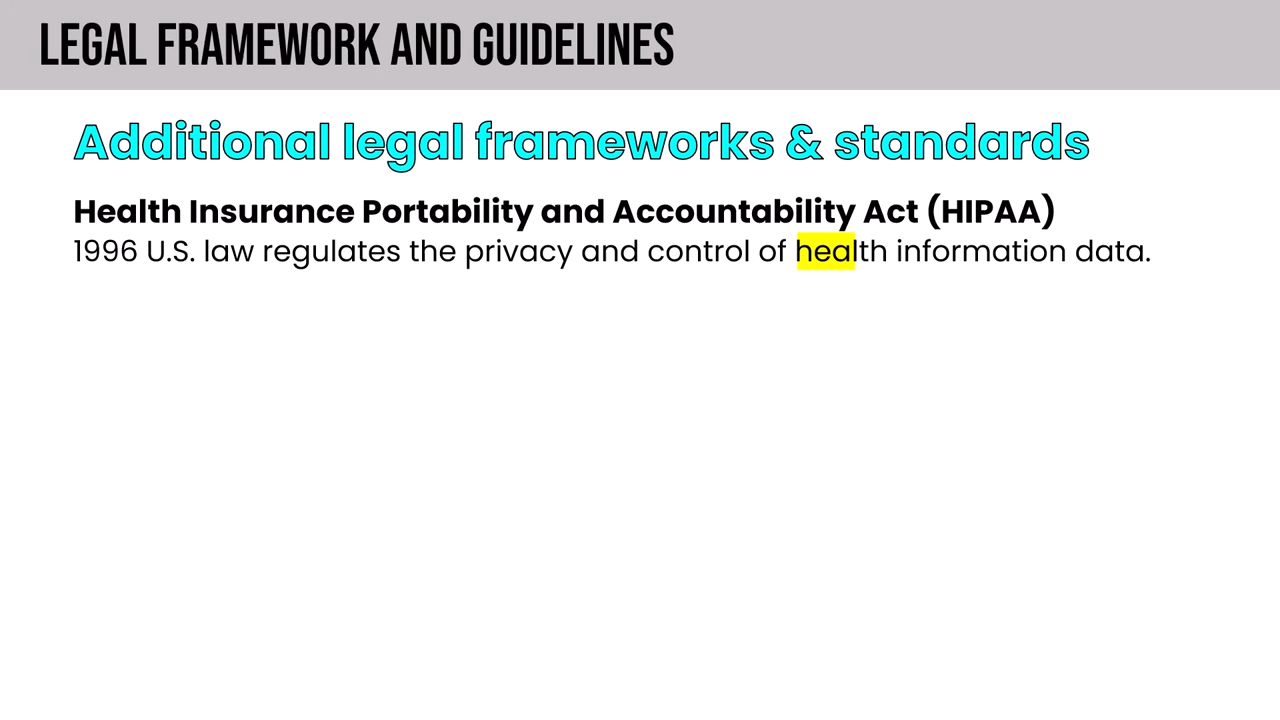 LEGAL FRAMEWORK AND GUIDELINES
Additional legal frameworks & standards
Health Insurance Portability and Accountability Act (HIPAA)
1996 U.S. law regulates the privacy and control of health information data.